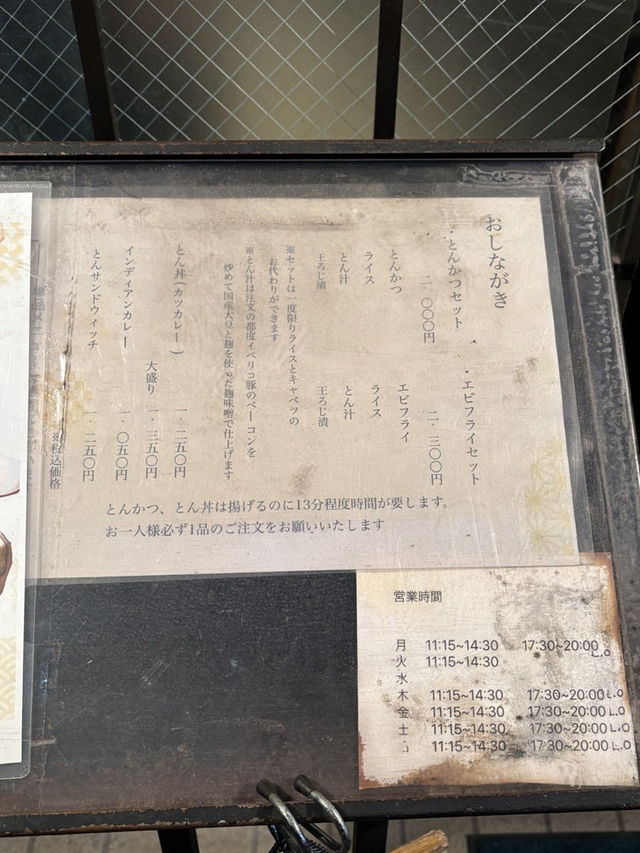 おしながき
・とんかつセット
二、〇〇〇円
とんかつ
ライス
とん汁
王ろじ漬
・エビフライセット
二、三〇〇円
エビフライ
ライス
とん汁
王ろじ漬
※セットは一度限りライスとキャベツの
お代わりができます
※とん汁は注文の都度イベリコ豚のベーコンを
炒めて国産大豆と麹を使った麹味噌で仕上げます
とん丼(カツカレー) 一、二五〇円
大盛り 一、三五〇円
インディアンカレー 一、〇五〇円
とんサンドウィッチ 一、二五〇円
※税込価格
とんかつ、とん丼は揚げるのに13分程度時間が要します。
お一人様必ず1品のご注文をお願いいたします
営業時間
月 11:15~14:30 17:30~20:00 L.O
火 11:15~14:30
水
木 11:15~14:30 17:30~20:00 L.O
金 11:15~14:30 17:30~20:00 L.O
土 11:15~14:30 17:30~20:00 L.O
11:15~14:30 17:30~20:00 L.O